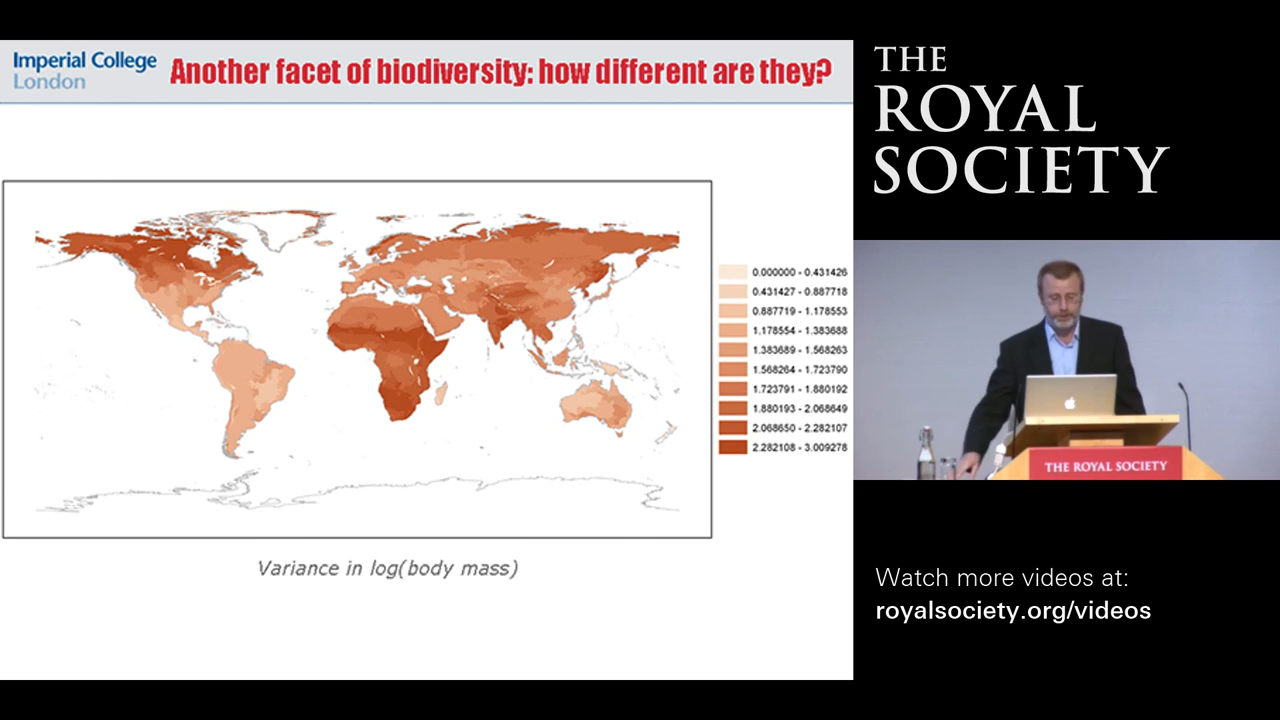 Imperial College
London
Another facet of biodiversity: how different are they?
0.000000 - 0.431426
0.431427 - 0.887718
0.887719 - 1.178553
1.178554 - 1.383688
1.383689 - 1.568263
1.568264 - 1.723790
1.723791 - 1.880192
1.880193 - 2.068649
2.068650 - 2.282107
2.282108 - 3.009278
Variance in log(body mass)
THE
ROYAL
SOCIETY
THE ROYAL SOCIETY
Watch more videos at:
royalsociety.org/videos